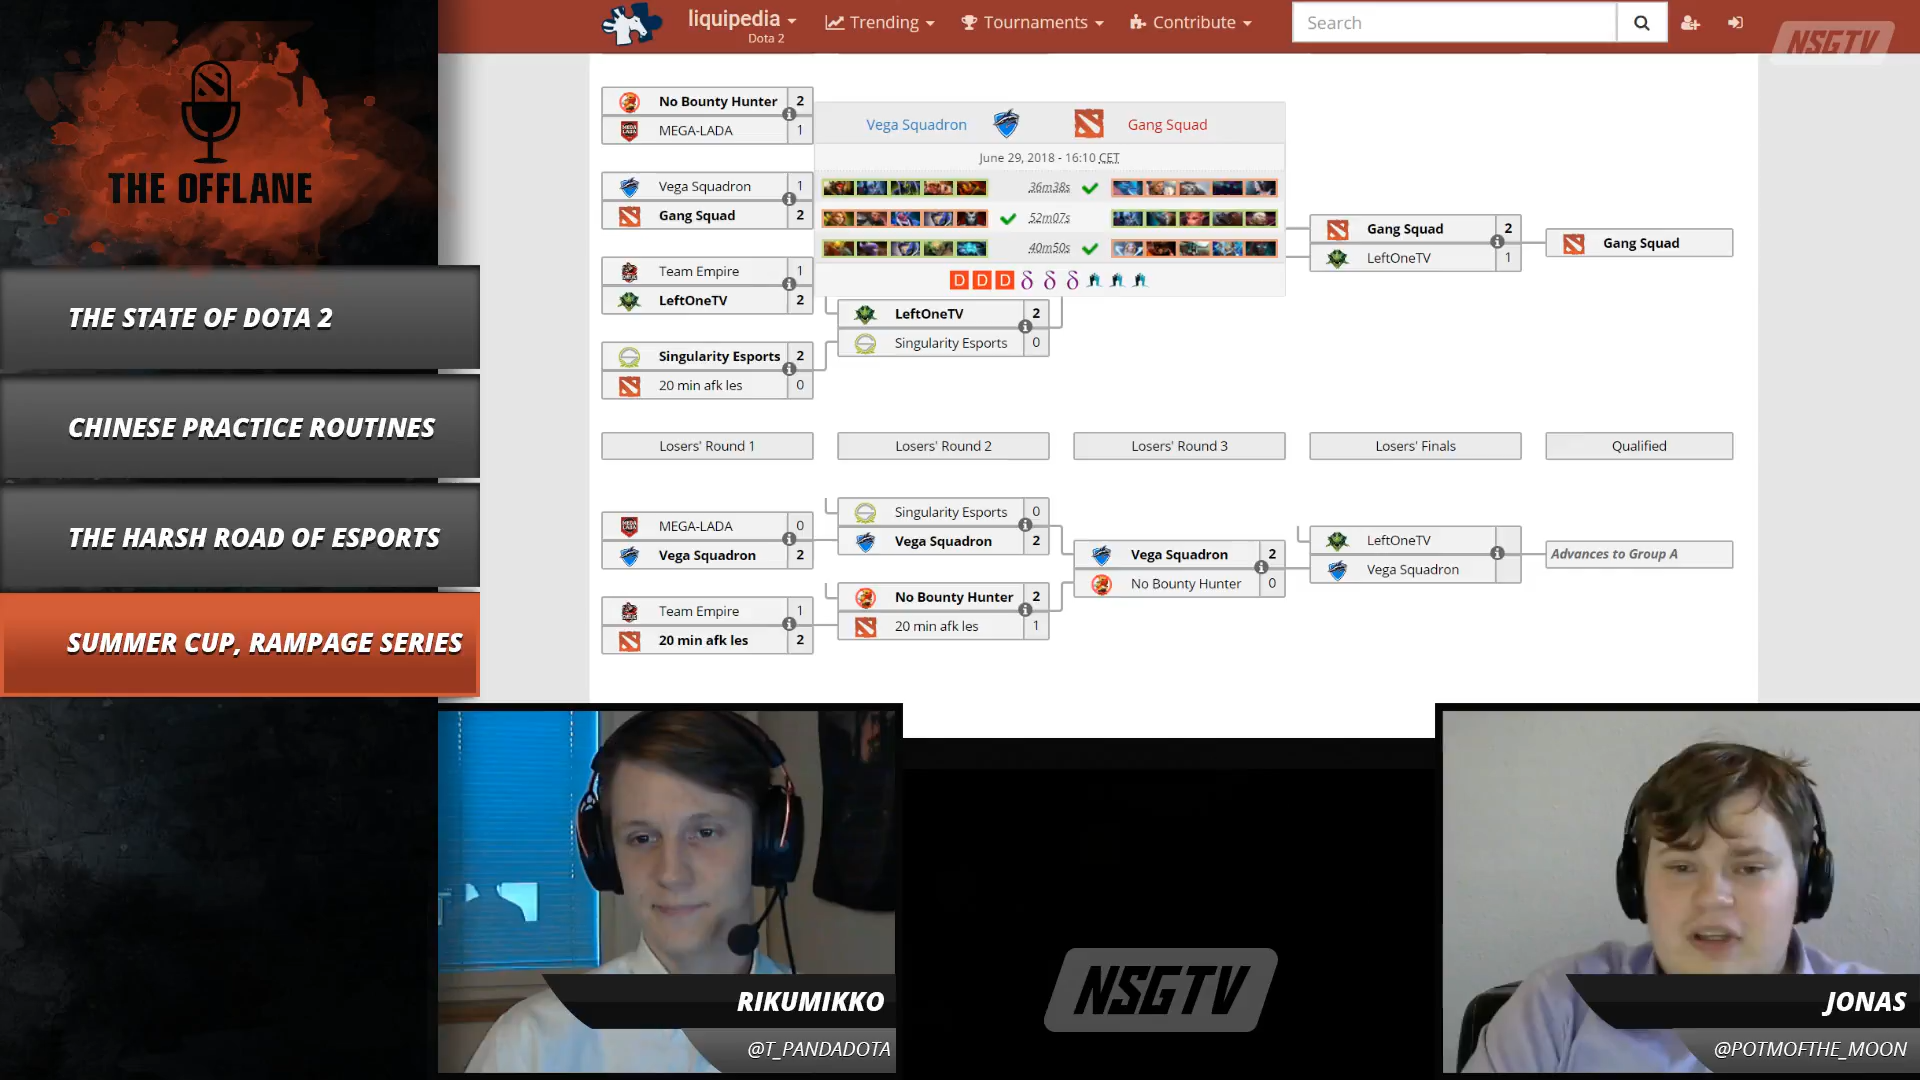 liquipedia
Dota 2
Trending
Tournaments
Contribute
Search
NSGTV
THE OFFLANE
THE STATE OF DOTA 2
CHINESE PRACTICE ROUTINES
THE HARSH ROAD OF ESPORTS
SUMMER CUP, RAMPAGE SERIES
No Bounty Hunter 2
MEGA-LADA 1
Vega Squadron 1
Gang Squad 2
Team Empire 1
LeftOneTV 2
Singularity Esports 2
20 min afk les 0
Vega Squadron Gang Squad
June 29, 2018 - 16:10 CET
36m38s
52m07s
40m50s
LeftOneTV 2
Singularity Esports 0
Gang Squad 2
LeftOneTV 1
Gang Squad
Losers' Round 1
Losers' Round 2
Losers' Round 3
Losers' Finals
Qualified
MEGA-LADA 0
Vega Squadron 2
Team Empire 1
20 min afk les 2
Singularity Esports 0
Vega Squadron 2
No Bounty Hunter 2
20 min afk les 1
Vega Squadron 2
No Bounty Hunter 0
LeftOneTV
Vega Squadron
Advances to Group A
RIKUMIKKO
@T_PANDADOTA
NSGTV
JONAS
@POTMOFTHE_MOON